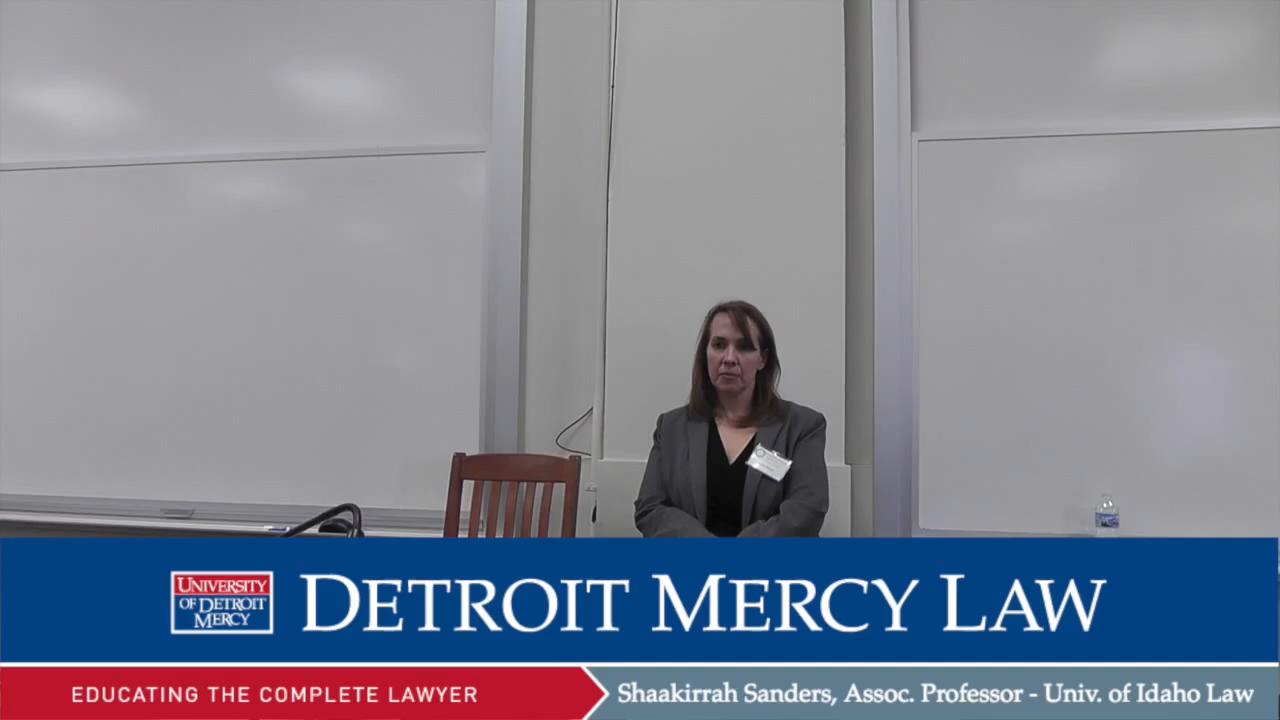 UNIVERSITY
OF DETROIT
MERCY
DETROIT MERCY LAW
EDUCATING THE COMPLETE LAWYER
Shaakirrah Sanders, Assoc. Professor - Univ. of Idaho Law